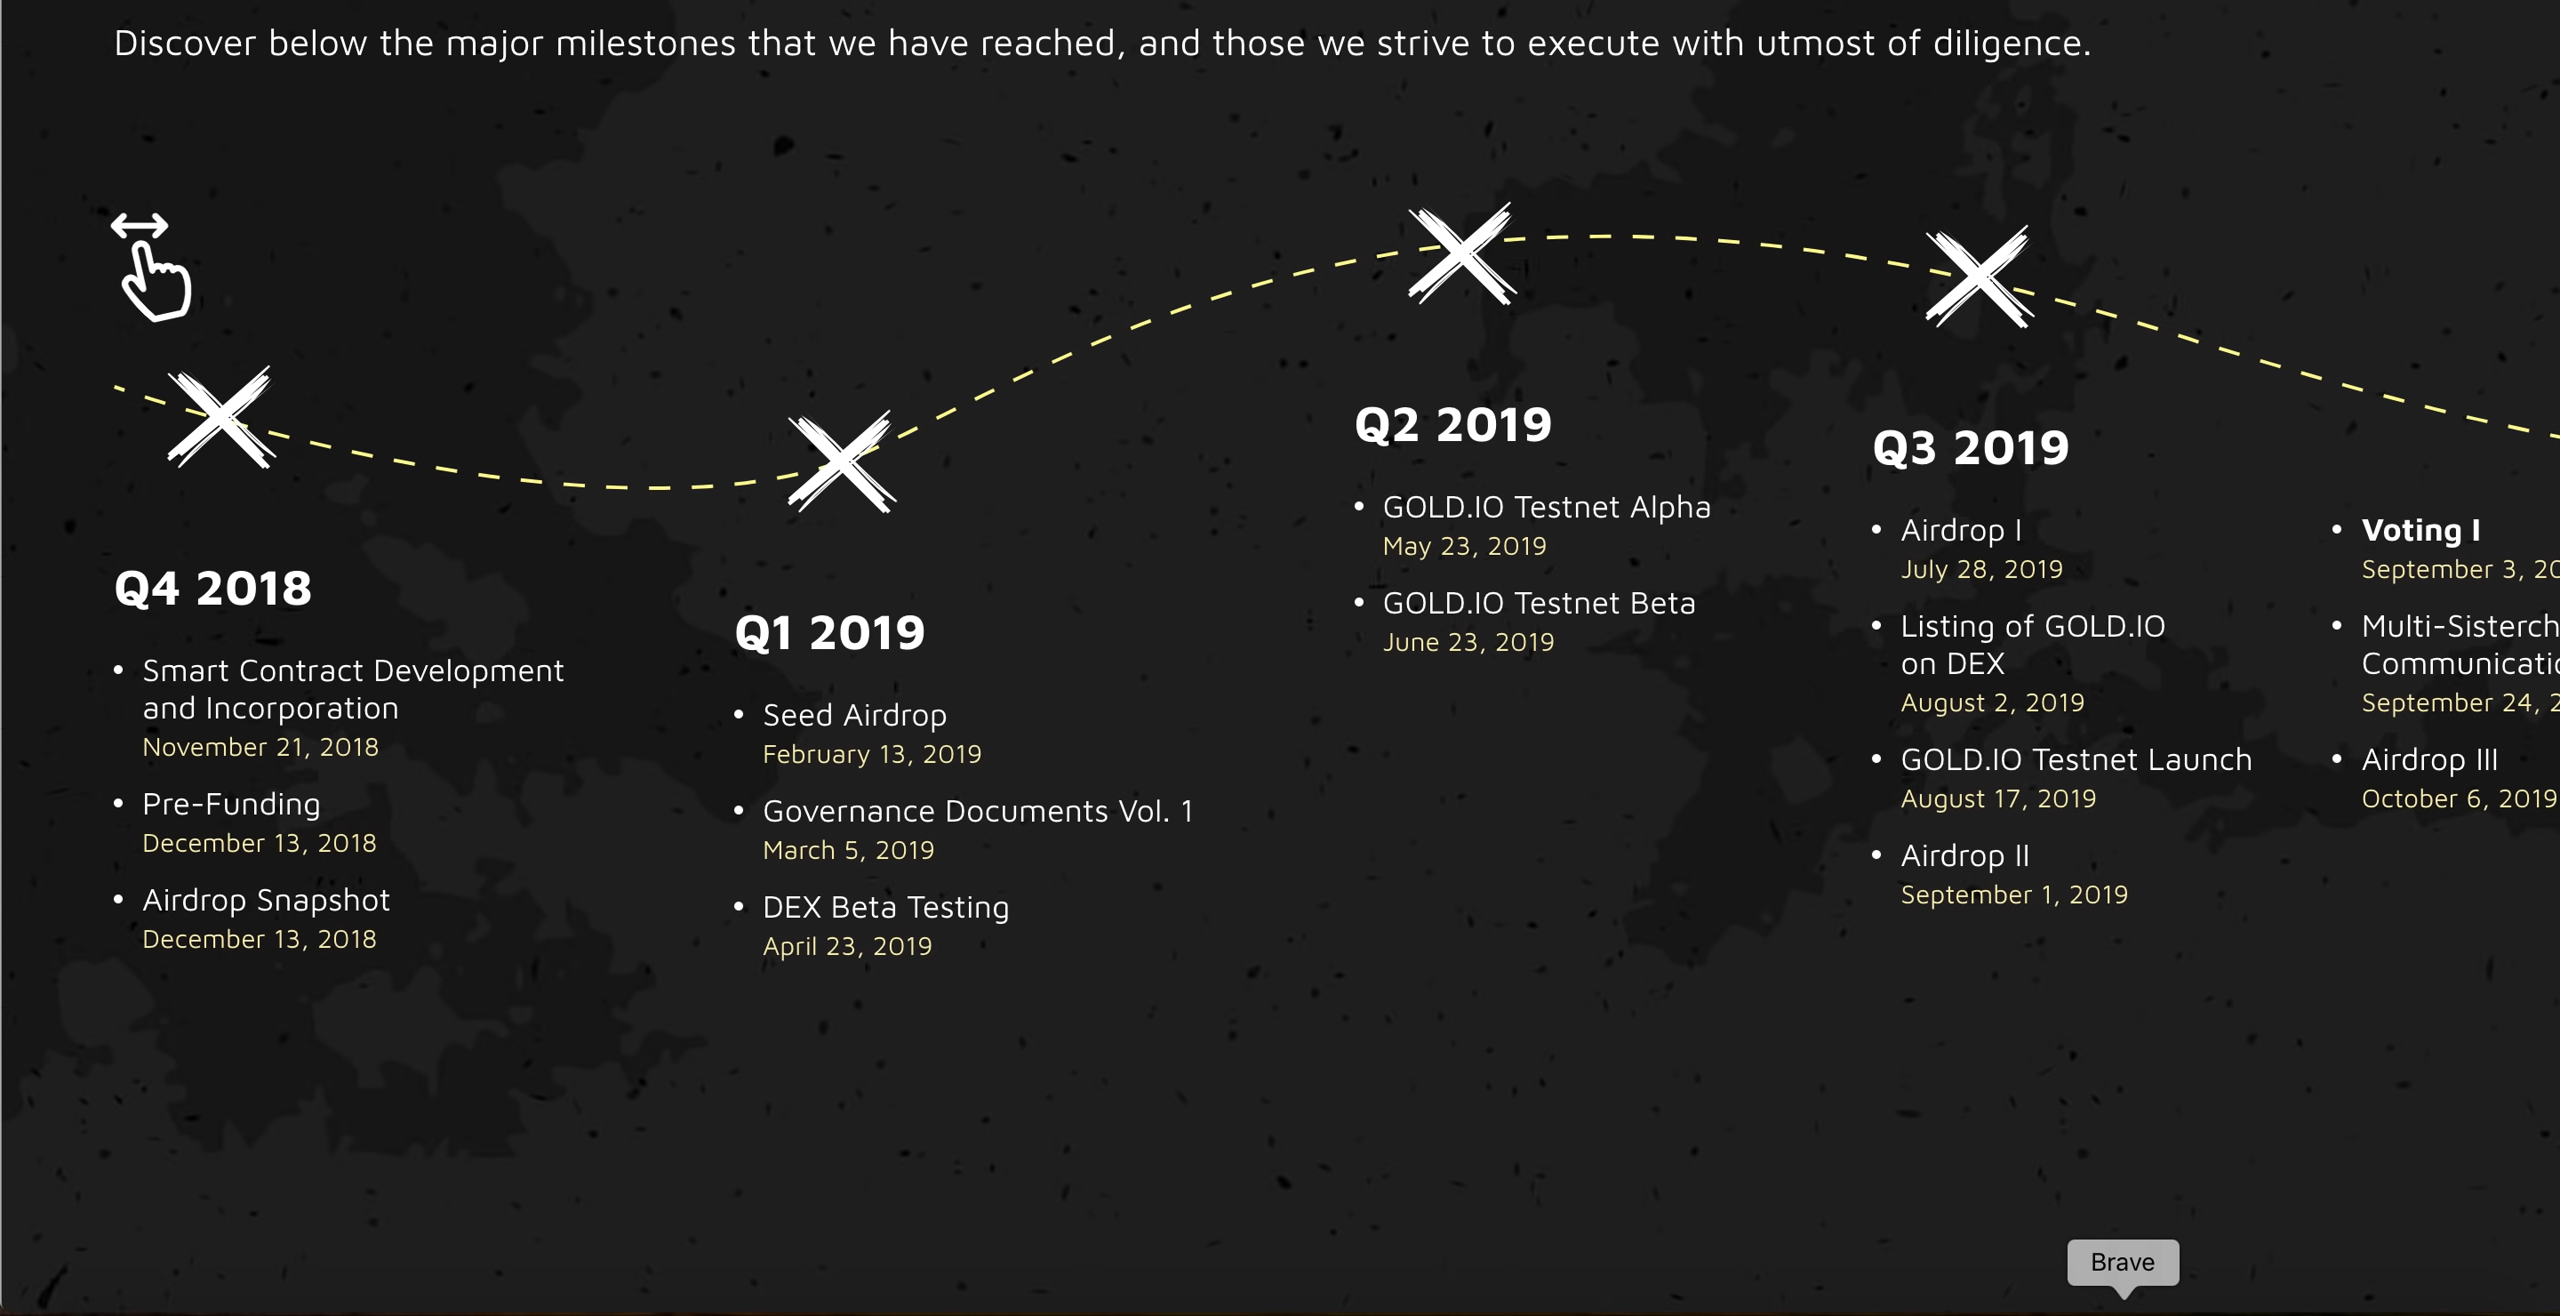 Discover below the major milestones that we have reached, and those we strive to execute with utmost of diligence.
Q4 2018
• Smart Contract Development
and Incorporation
November 21, 2018
• Pre-Funding
December 13, 2018
• Airdrop Snapshot
December 13, 2018
Q1 2019
• Seed Airdrop
February 13, 2019
• Governance Documents Vol. 1
March 5, 2019
• DEX Beta Testing
April 23, 2019
Q2 2019
• GOLD.IO Testnet Alpha
May 23, 2019
• GOLD.IO Testnet Beta
June 23, 2019
Q3 2019
• Airdrop I
July 28, 2019
• Listing of GOLD.IO
on DEX
August 2, 2019
• GOLD.IO Testnet Launch
August 17, 2019
• Airdrop II
September 1, 2019
• Voting I
September 3,
• Airdrop III
October 6, 2019
September 24,
Brave